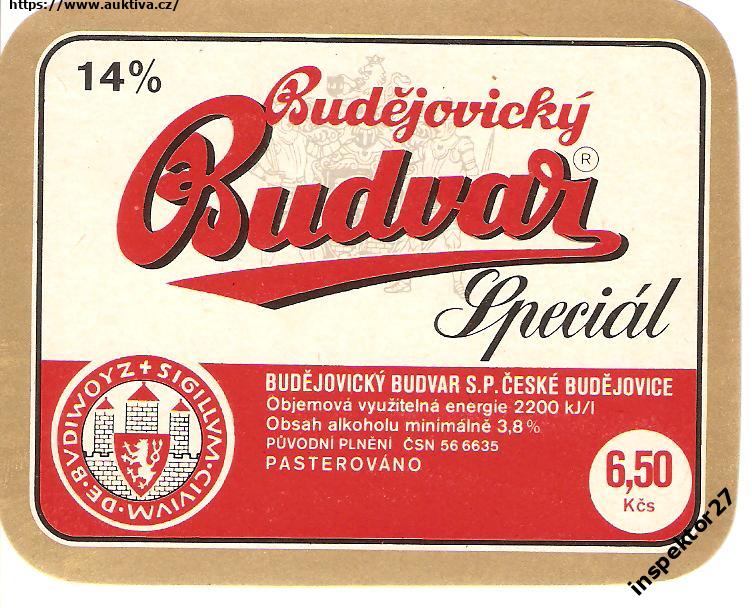 https://www.auktiva.cz/
14%
Budějovický
Budvar ®
Speciál
SIGILLVM·CIVIVM·DE·BVDIWOYZ+
BUDĚJOVICKÝ BUDVAR S.P. ČESKÉ BUDĚJOVICE
Objemová využitelná energie 2200 kJ/l
Obsah alkoholu minimálně 3,8%
PŮVODNÍ PLNĚNÍ ČSN 56 6635
PASTEROVÁNO
6,50
Kčs
inspektor27